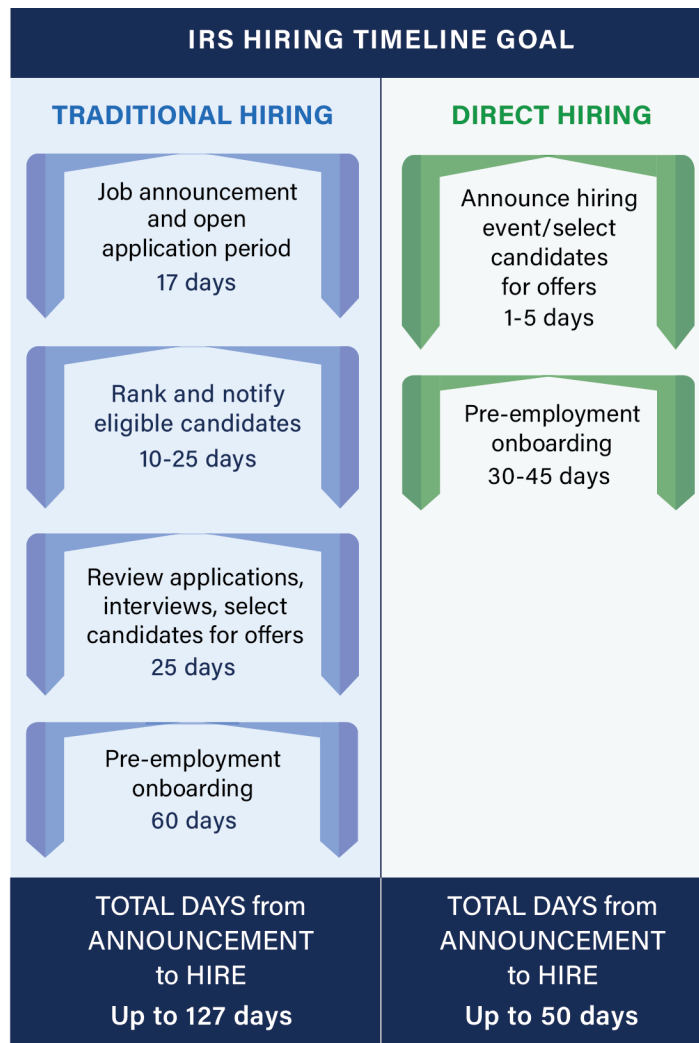 IRS HIRING TIMELINE GOAL
TRADITIONAL HIRING
Job announcement
and open
application period
17 days
Rank and notify
eligible candidates
10-25 days
Review applications,
interviews, select
candidates for offers
25 days
Pre-employment
onboarding
60 days
TOTAL DAYS from
ANNOUNCEMENT
to HIRE
Up to 127 days
DIRECT HIRING
Announce hiring
event/select
candidates
for offers
1-5 days
Pre-employment
onboarding
30-45 days
TOTAL DAYS from
ANNOUNCEMENT
to HIRE
Up to 50 days